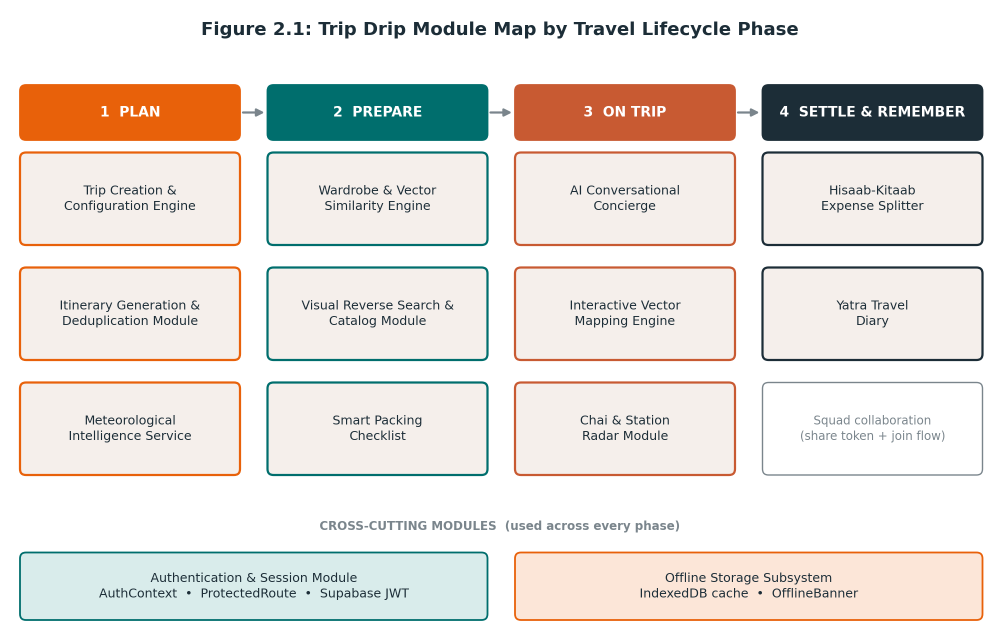 Figure 2.1: Trip Drip Module Map by Travel Lifecycle Phase
1 PLAN
2 PREPARE
3 ON TRIP
4 SETTLE & REMEMBER
Trip Creation &
Configuration Engine
Wardrobe & Vector
Similarity Engine
AI Conversational
Concierge
Hisaab-Kitaab
Expense Splitter
Itinerary Generation &
Deduplication Module
Visual Reverse Search &
Catalog Module
Interactive Vector
Mapping Engine
Yatra Travel
Diary
Meteorological
Intelligence Service
Smart Packing
Checklist
Chai & Station
Radar Module
Squad collaboration
(share token + join flow)
CROSS-CUTTING MODULES (used across every phase)
Authentication & Session Module
AuthContext • ProtectedRoute • Supabase JWT
Offline Storage Subsystem
IndexedDB cache • OfflineBanner